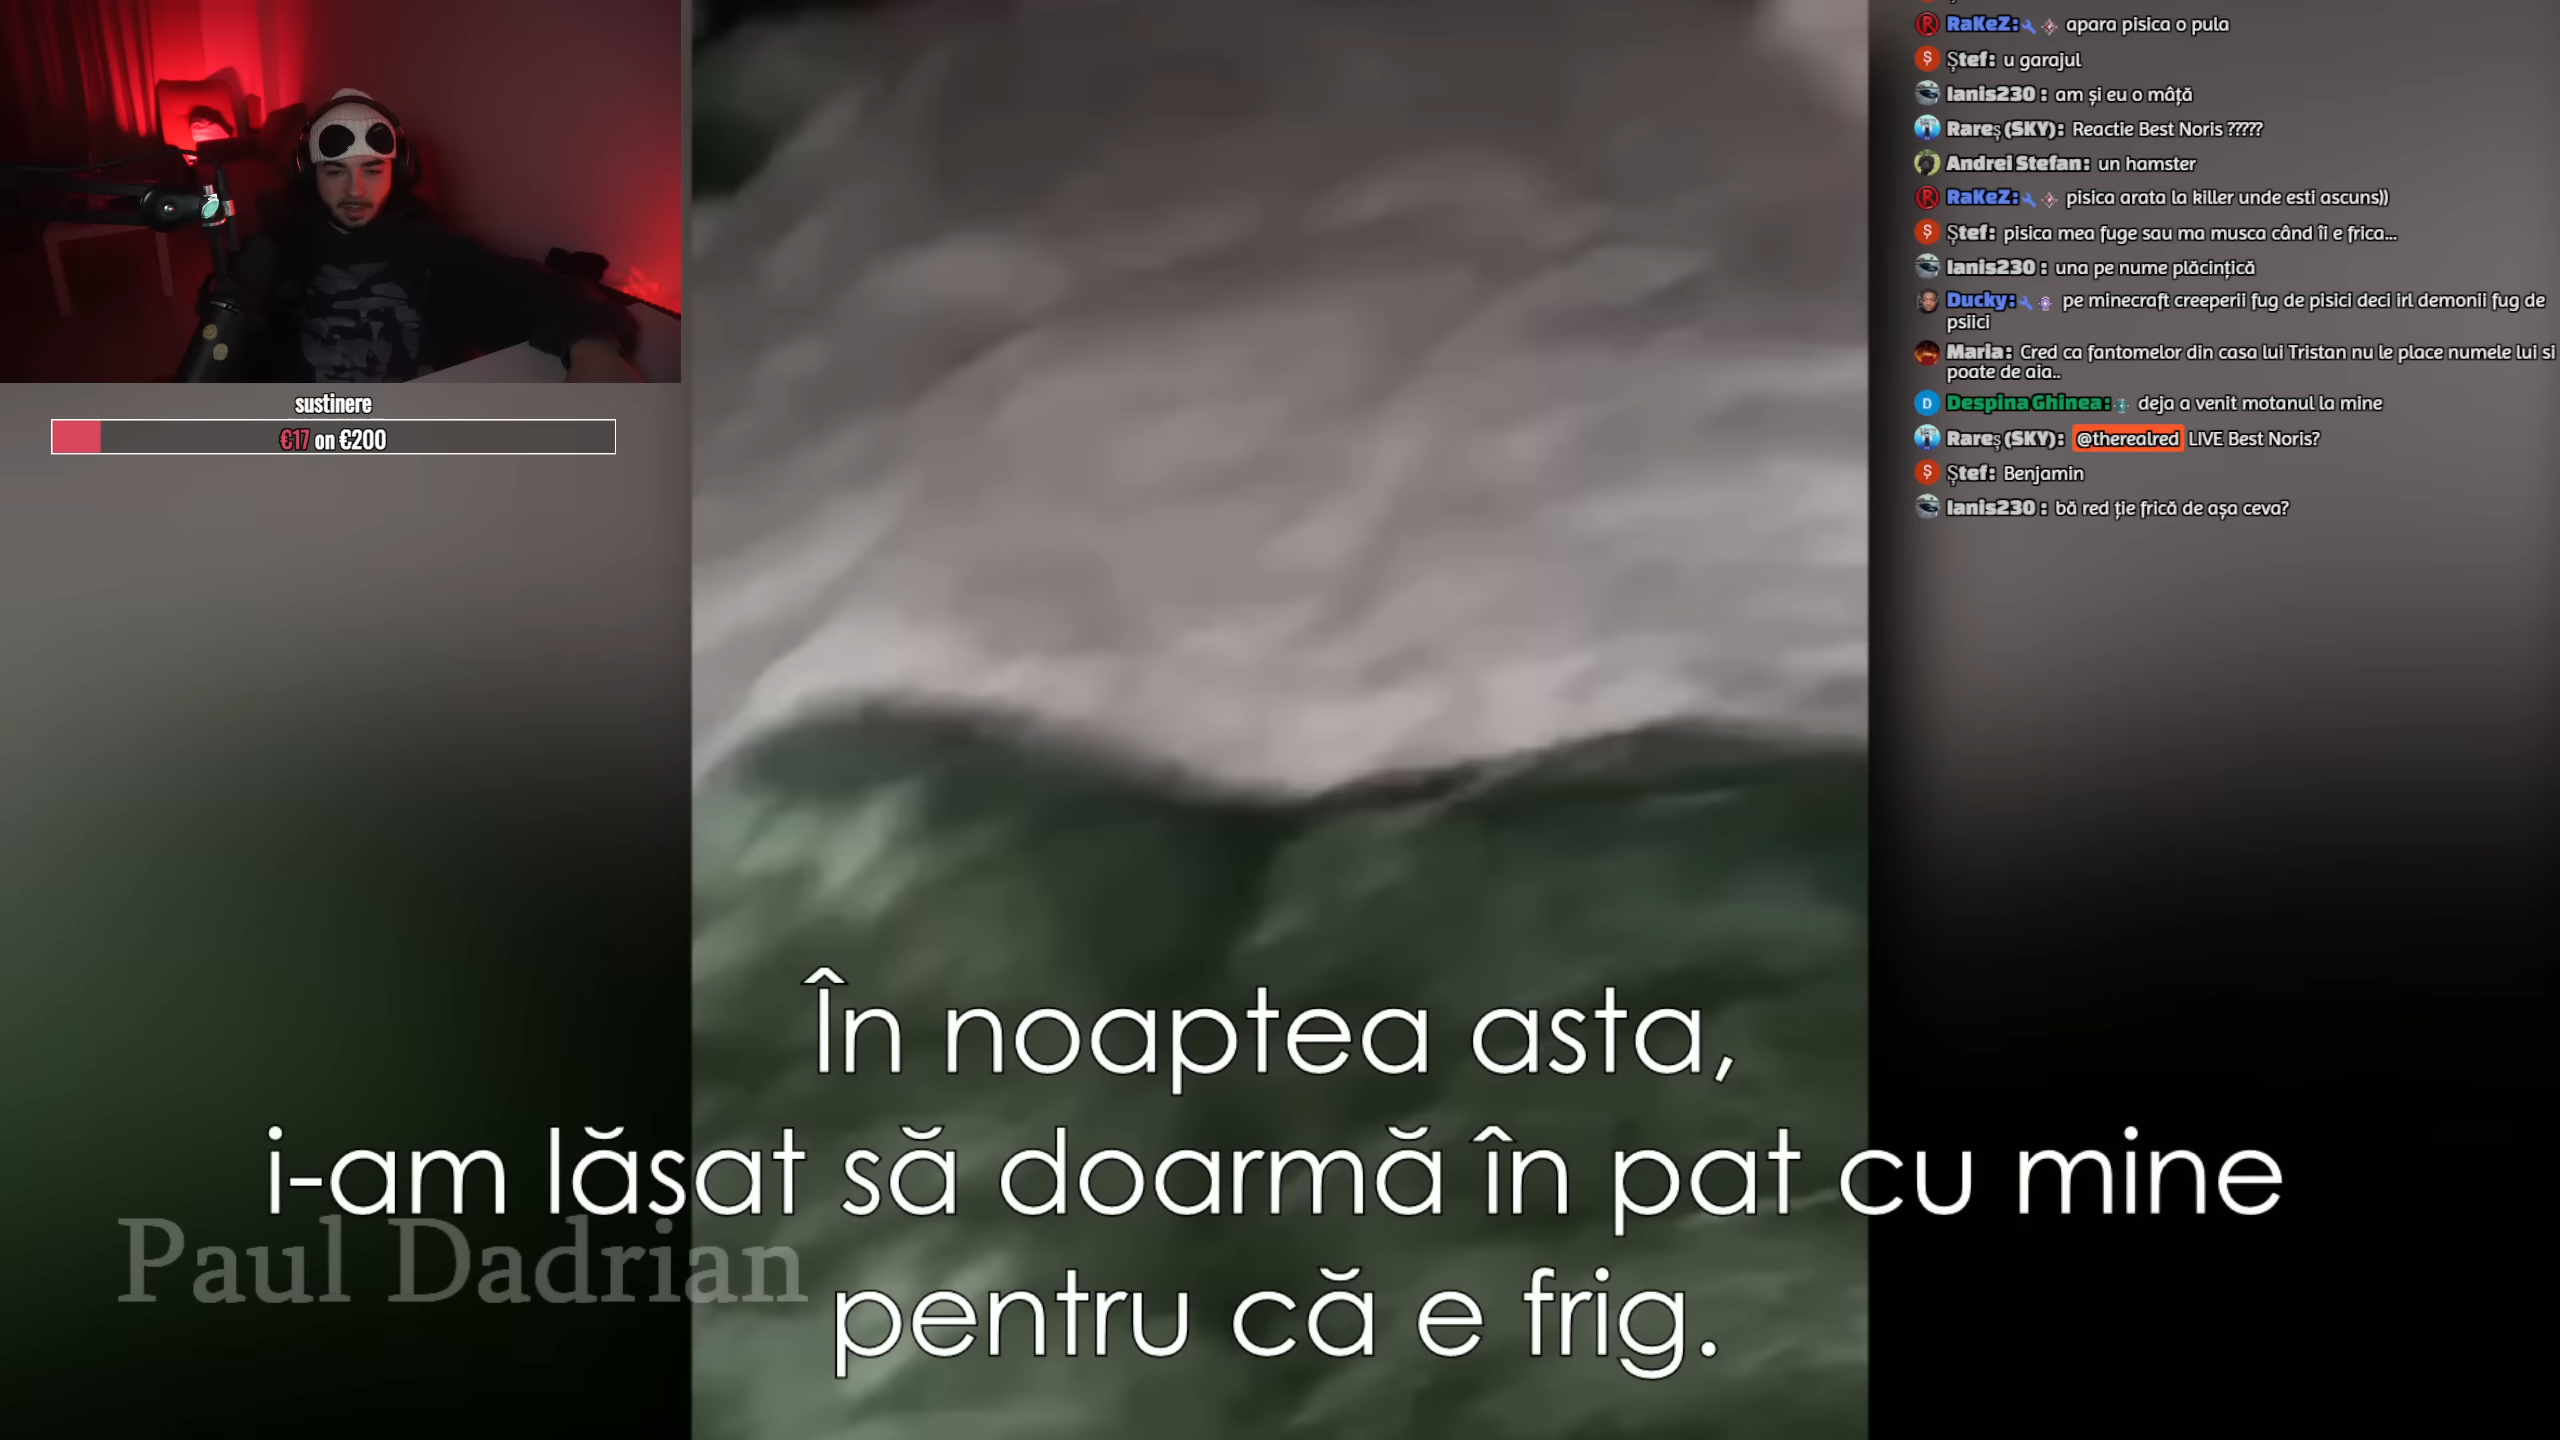 sustinere
€17 on €200
RaKeZ: apara pisica o pula
Ștef: u garajul
Ianis230 : am și eu o mâță
Rareș (SKY): Reactie Best Noris ?????
Andrei Stefan: un hamster
RaKeZ: pisica arata la killer unde esti ascuns))
Ștef: pisica mea fuge sau ma musca când îi e frica...
Ianis230 : una pe nume plăcințică
Ducky: pe minecraft creeperii fug de pisici deci irl demonii fug de
psiici
Maria: Cred ca fantomelor din casa lui Tristan nu le place numele lui si
poate de aia..
Despina Ghinea: deja a venit motanul la mine
Rareș (SKY): @therealred LIVE Best Noris?
Ștef: Benjamin
Ianis230 : bă red ție frică de așa ceva?
În noaptea asta,
i-am lăsat să doarmă în pat cu mine
pentru că e frig.
Paul Dadrian